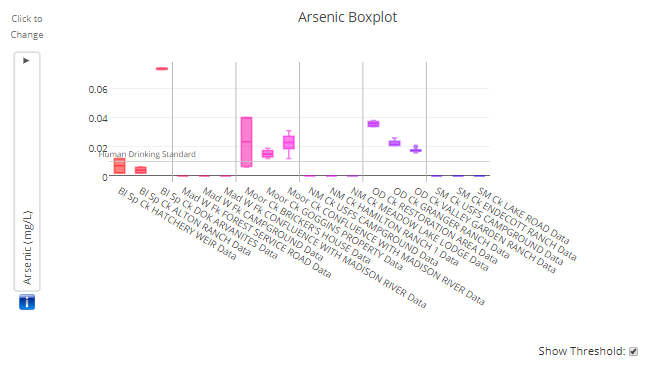 Click to
Change
Arsenic Boxplot
Arsenic (mg/L)
0.06
0.04
0.02
0
Human Drinking Standard
Bl Sp Ck HATCHERY WEIR Data
Bl Sp Ck ALTON RANCH Data
Bl Sp Ck DOK ARVANITES Data
Mad W Fk FOREST SERVICE ROAD Data
Mad W Fk CAMPGROUND Data
Mad W Fk CONFLUENCE WITH MADISON RIVER Data
Moor Ck BRICKER'S HOUSE Data
Moor Ck GOGGINS PROPERTY Data
Moor Ck CONFLUENCE WITH MADISON RIVER Data
NM Ck USFS CAMPGROUND Data
NM Ck HAMILTON RANCH 1 Data
NM Ck MEADOW LAKE LODGE Data
OD Ck RESTORATION AREA Data
OD Ck GRANGER RANCH Data
OD Ck VALLEY GARDEN RANCH Data
SM Ck USFS CAMPGROUND Data
SM Ck ENDECOTT RANCH Data
SM Ck LAKE ROAD Data
Show Threshold: